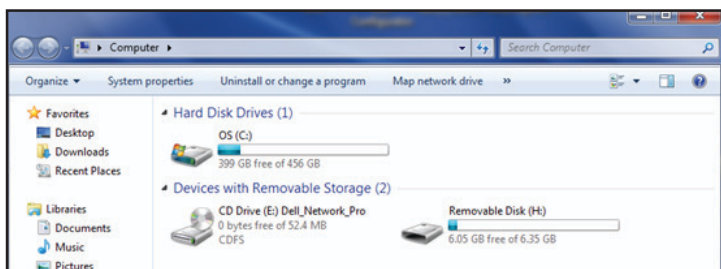 Computer
Search Computer
Organize
System properties
Uninstall or change a program
Map network drive
»
Favorites
Desktop
Downloads
Recent Places
Libraries
Documents
Music
Pictures
Hard Disk Drives (1)
OS (C:)
399 GB free of 456 GB
Devices with Removable Storage (2)
CD Drive (E:) Dell_Network_Pro
0 bytes free of 52.4 MB
CDFS
Removable Disk (H:)
6.05 GB free of 6.35 GB